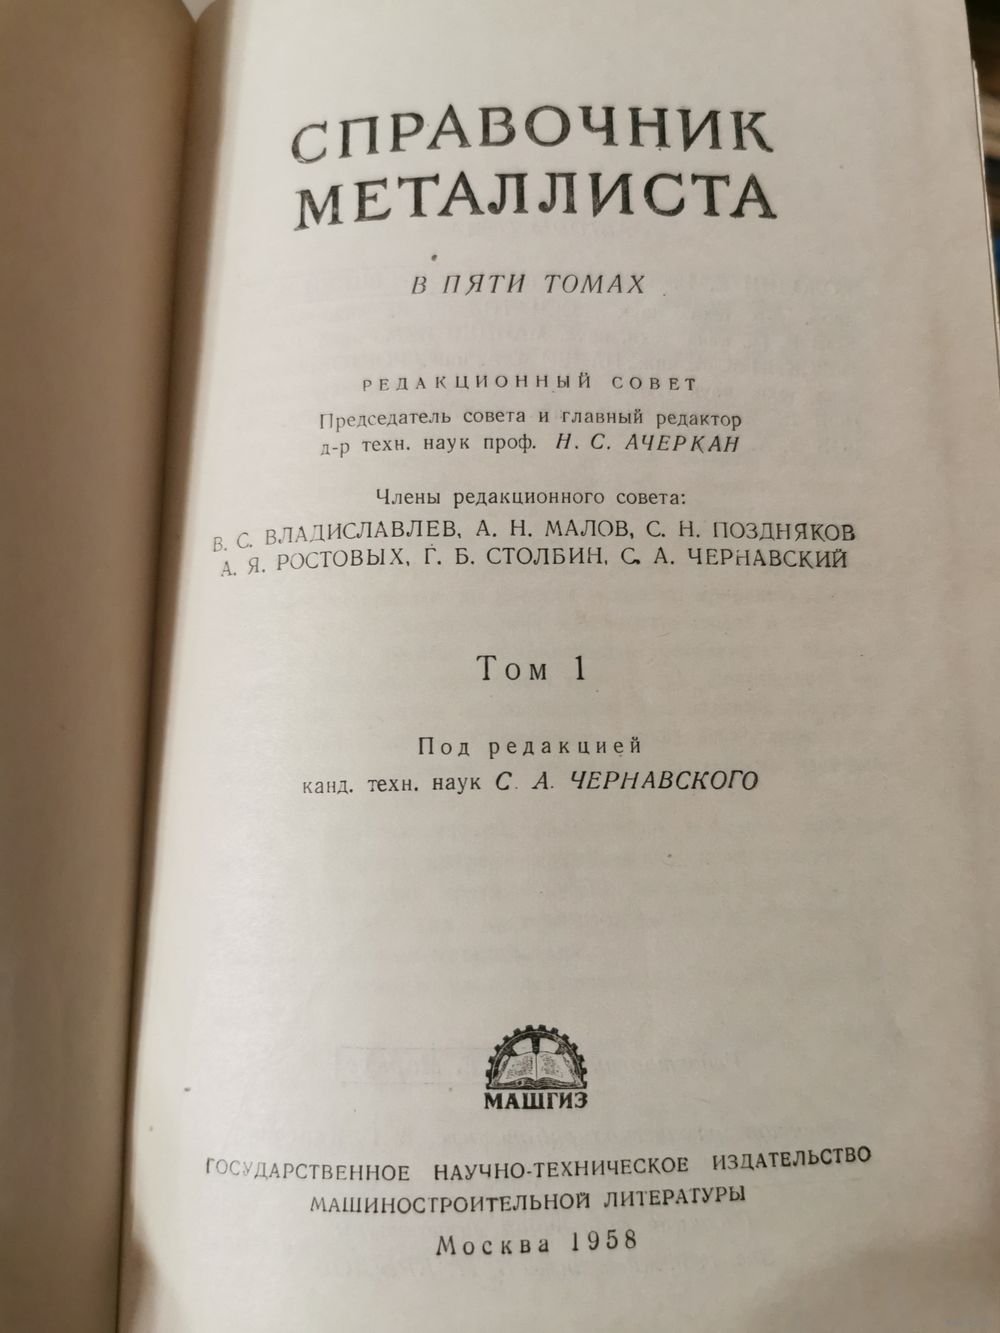 СПРАВОЧНИК
МЕТАЛЛИСТА
В ПЯТИ ТОМАХ
РЕДАКЦИОННЫЙ СОВЕТ
Председатель совета и главный редактор
д-р техн. наук проф. Н. С. АЧЕРКАН
Члены редакционного совета:
В. С. ВЛАДИСЛАВЛЕВ, А. Н. МАЛОВ, С. Н. ПОЗДНЯКОВ
А. Я. РОСТОВЫХ, Г. Б. СТОЛБИН, С. А. ЧЕРНАВСКИЙ
Том 1
Под редакцией
канд. техн. наук С. А. ЧЕРНАВСКОГО
МАШГИЗ
ГОСУДАРСТВЕННОЕ НАУЧНО-ТЕХНИЧЕСКОЕ ИЗДАТЕЛЬСТВО
МАШИНОСТРОИТЕЛЬНОЙ ЛИТЕРАТУРЫ
Москва 1958